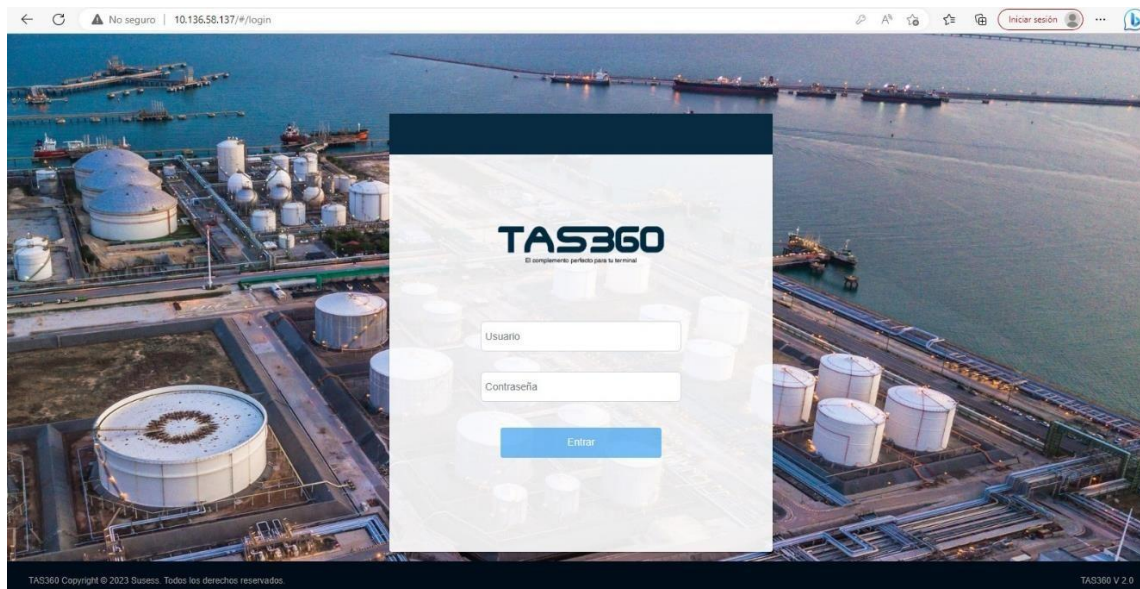 No seguro | 10.136.58.137/#/login
Iniciar sesión
TAS360
El complemento perfecto para tu terminal
Usuario
Contraseña
Entrar
TAS360 Copyright © 2023 Susess. Todos los derechos reservados.
TAS360 V 2.0